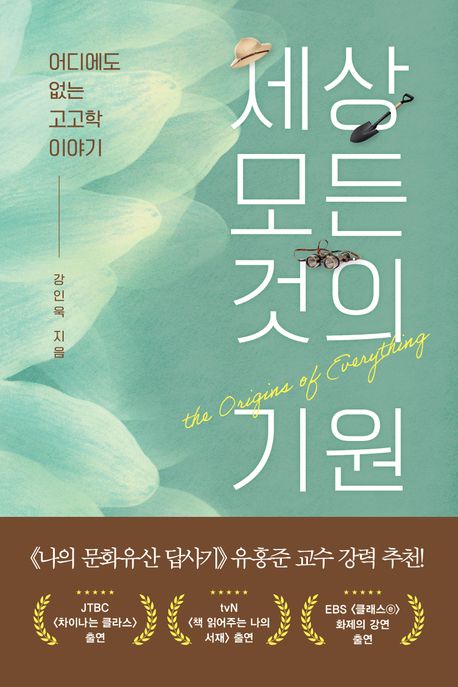 어디에도
없는
고고학
이야기
강인욱 지음
세상
모든
것의
the Origins of Everything
기원
《나의 문화유산 답사기》 유홍준 교수 강력 추천!
JTBC
〈차이나는 클라스〉
출연
tvN
〈책 읽어주는 나의
서재〉 출연
EBS 〈클래스ⓔ〉
화제의 강연
출연